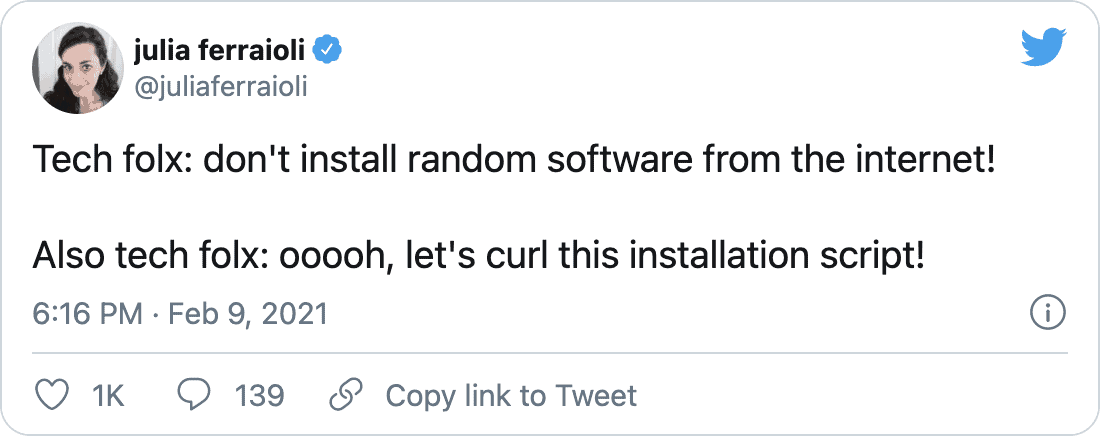 julia ferraioli
@juliaferraioli
Tech folx: don't install random software from the internet!
Also tech folx: ooooh, let's curl this installation script!
6:16 PM · Feb 9, 2021
1K 139 Copy link to Tweet